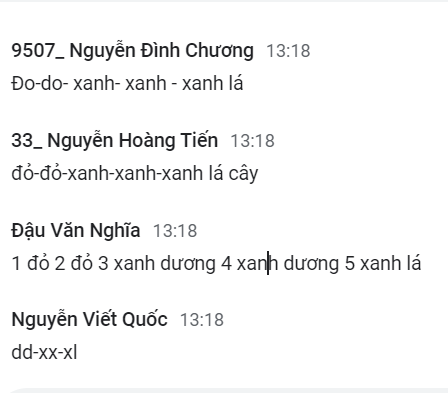 9507_ Nguyễn Đình Chương 13:18
Đo-do- xanh- xanh - xanh lá
33_ Nguyễn Hoàng Tiến 13:18
đỏ-đỏ-xanh-xanh-xanh lá cây
Đậu Văn Nghĩa 13:18
1 đỏ 2 đỏ 3 xanh dương 4 xanh dương 5 xanh lá
Nguyễn Viết Quốc 13:18
dd-xx-xl